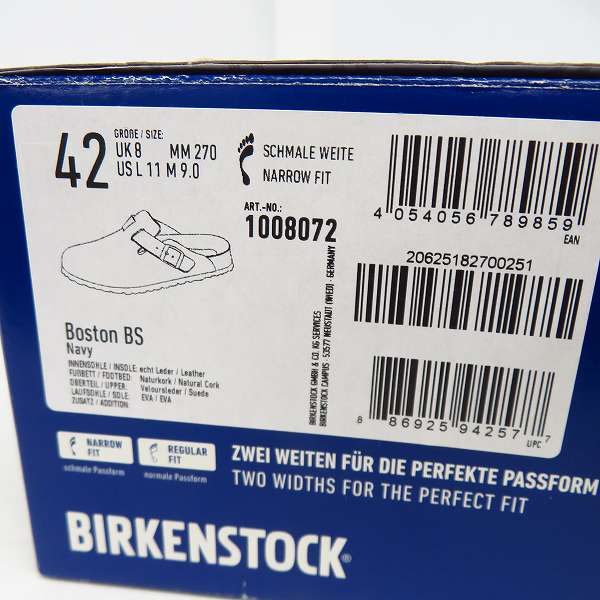 42
GRÖßE / SIZE:
UK 8 MM 270
US L 11 M 9.0
SCHMALE WEITE
NARROW FIT
ART.-NO.:
1008072
4 054056 789859
EAN
20625182700251
Boston BS
Navy
INNENSOHLE / INSOLE: echt Leder / Leather
FUßBETT / FOOTBED: Naturkork / Natural Cork
OBERTEIL / UPPER: Veloursleder / Suede
LAUFSOHLE / SOLE: EVA / EVA
ZUSATZ / ADDITION:
BIRKENSTOCK GMBH & CO. KG SERVICES
BIRKENSTOCK CAMPUS 53577 NEUSTADT (WIED) - GERMANY
8 86925 94257 7
UPC
NARROW FIT
schmale Passform
REGULAR FIT
normale Passform
ZWEI WEITEN FÜR DIE PERFEKTE PASSFORM
TWO WIDTHS FOR THE PERFECT FIT
BIRKENSTOCK®